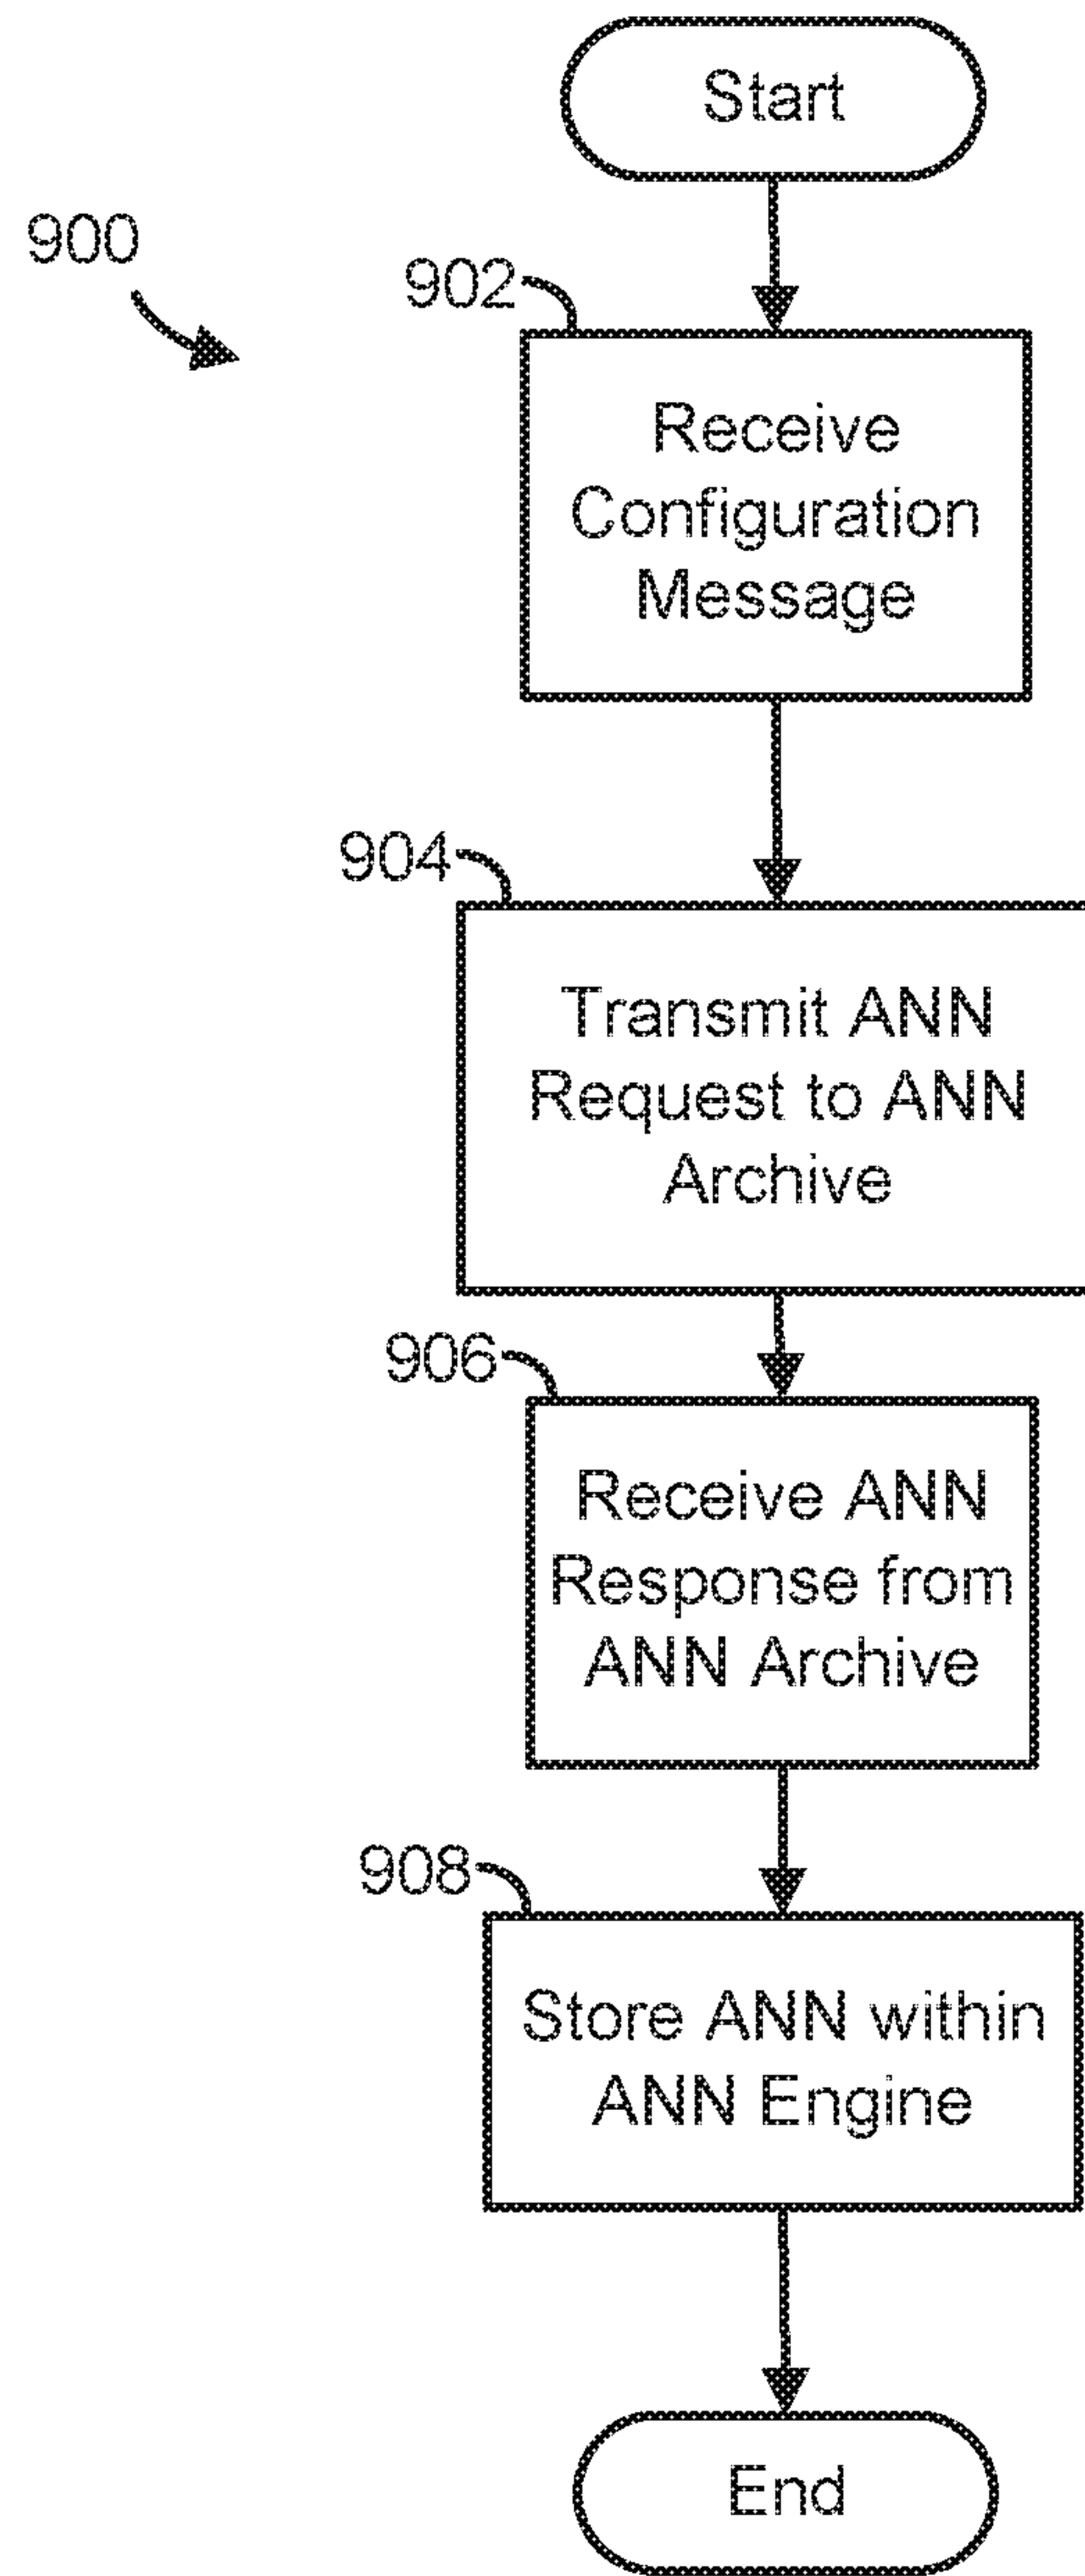 Start
900
902
Receive
Configuration
Message
904
Transmit ANN
Request to ANN
Archive
906
Receive ANN
Response from
ANN Archive
908
Store ANN within
ANN Engine
End